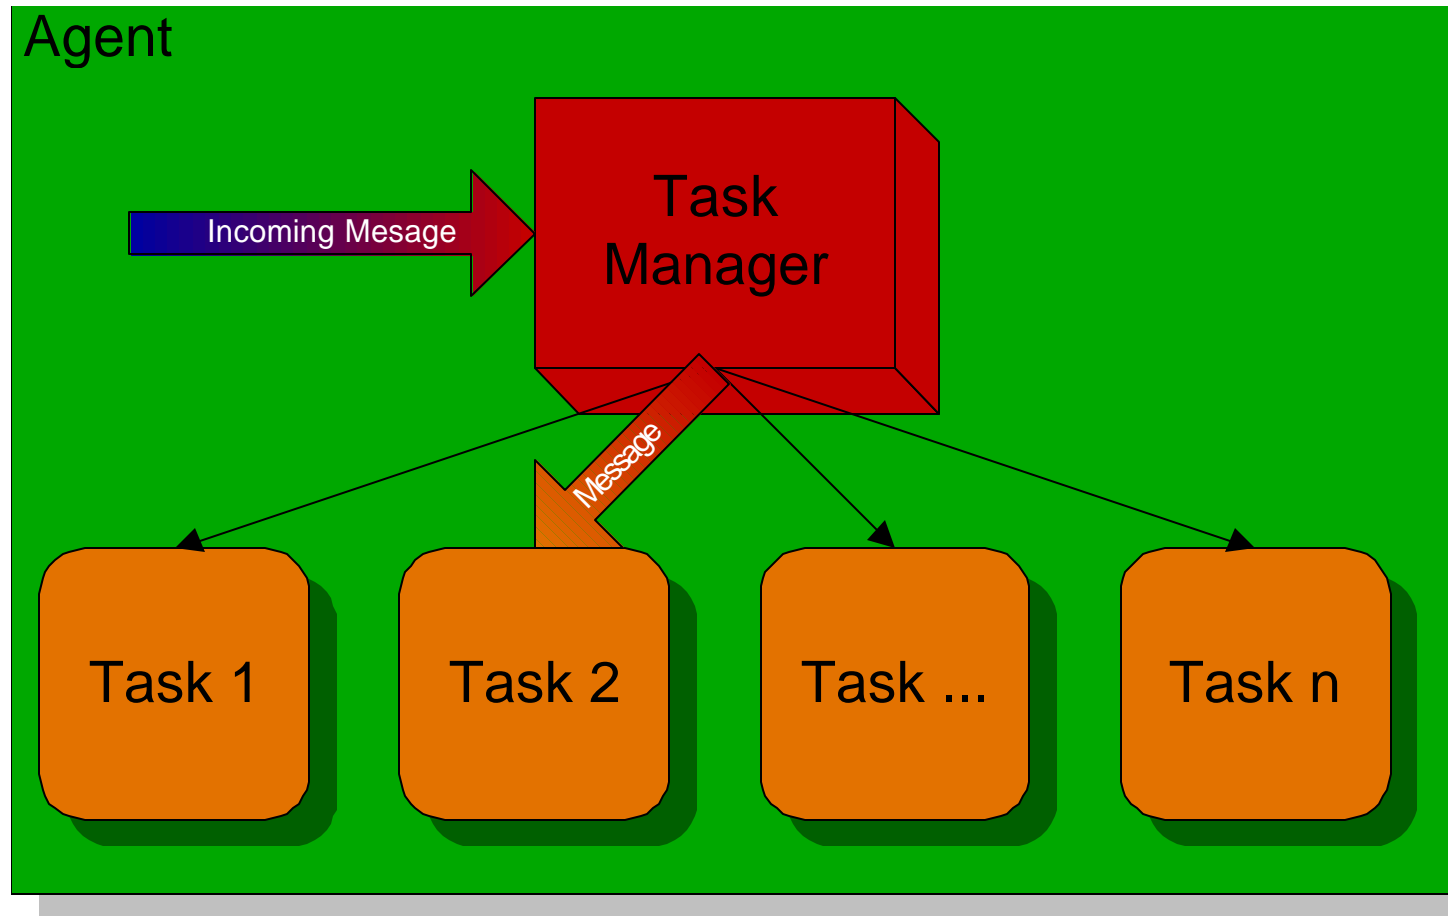 Agent
Task
Manager
Incoming Mesage
Message
Task 1
Task 2
Task ...
Task n